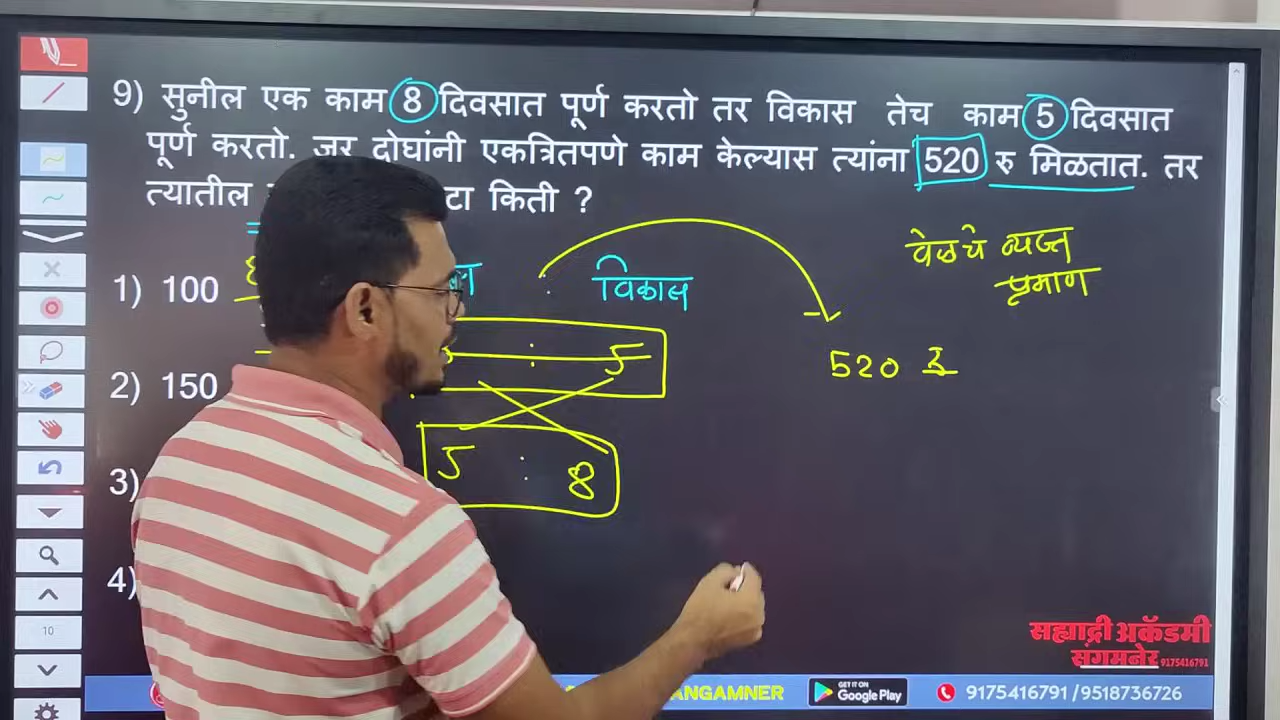 9) सुनील एक काम 8 दिवसात पूर्ण करतो तर विकास तेच काम 5 दिवसात
पूर्ण करतो. जर दोघांनी एकत्रितपणे काम केल्यास त्यांना 520 रु मिळतात. तर
त्यातील टा किती ?
वेळचे व्यस्त
प्रमाण
1) 100
: विकास
: 5
520 रु
2) 150
5 : 8
3)
4)
10
सह्याद्री अकॅडमी
संगमनेर 9175416791
ANGAMNER
GET IT ON
Google Play
9175416791 /9518736726